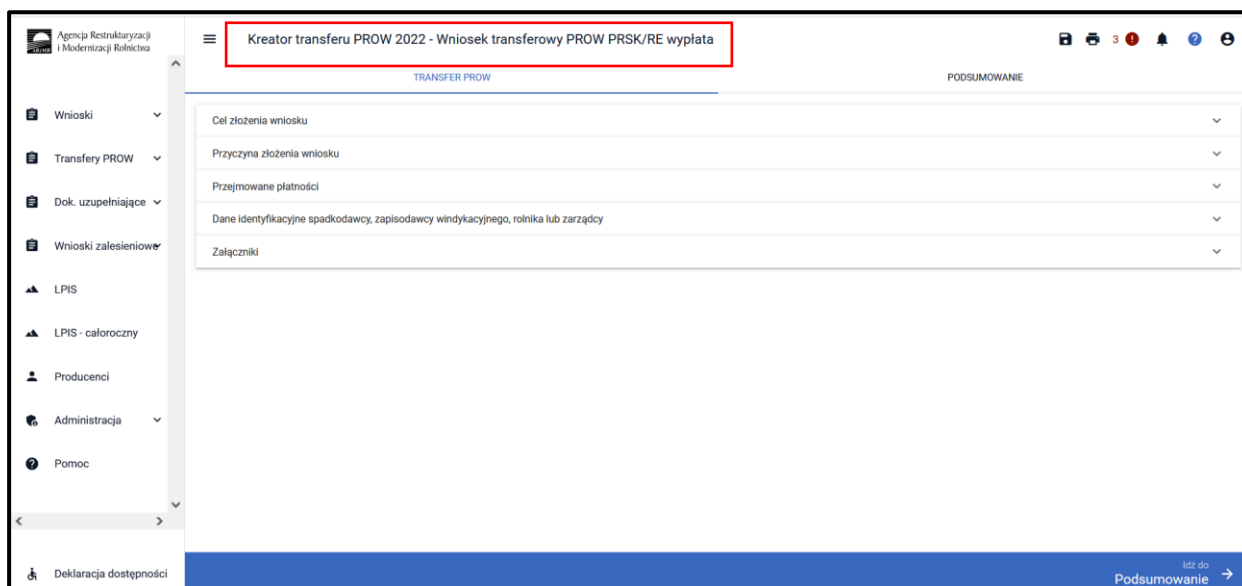 Agencja Restrukturyzacji
i Modernizacji Rolnictwa
Kreator transferu PROW 2022 - Wniosek transferowy PROW PRSK/RE wypłata
3
TRANSFER PROW
PODSUMOWANIE
Wnioski
Transfery PROW
Dok. uzupełniające
Wnioski zalesieniowe
LPIS
LPIS - całoroczny
Producenci
Administracja
Pomoc
Deklaracja dostępności
Cel złożenia wniosku
Przyczyna złożenia wniosku
Przejmowane płatności
Dane identyfikacyjne spadkodawcy, zapisodawcy windykacyjnego, rolnika lub zarządcy
Załączniki
Idź do
Podsumowanie